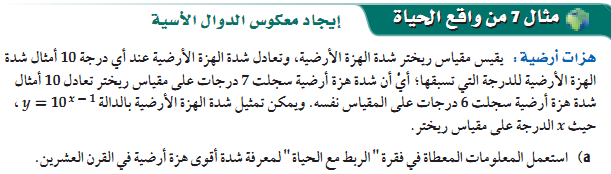 مثال 7 من واقع الحياة إيجاد معكوس الدوال الأسية
هزات أرضية: يقيس مقياس ريختر شدة الهزة الأرضية، وتعادل شدة الهزة الأرضية عند أي درجة 10 أمثال شدة
الهزة الأرضية للدرجة التي تسبقها؛ أيْ أن شدة هزة أرضية سجلت 7 درجات على مقياس ريختر تعادل 10 أمثال
شدة هزة أرضية سجلت 6 درجات على المقياس نفسه. ويمكن تمثيل شدة الهزة الأرضية بالدالة y = 10^{x − 1}،
حيث x الدرجة على مقياس ريختر.
a) استعمل المعلومات المعطاة في فقرة "الربط مع الحياة" لمعرفة شدة أقوى هزة أرضية في القرن العشرين.